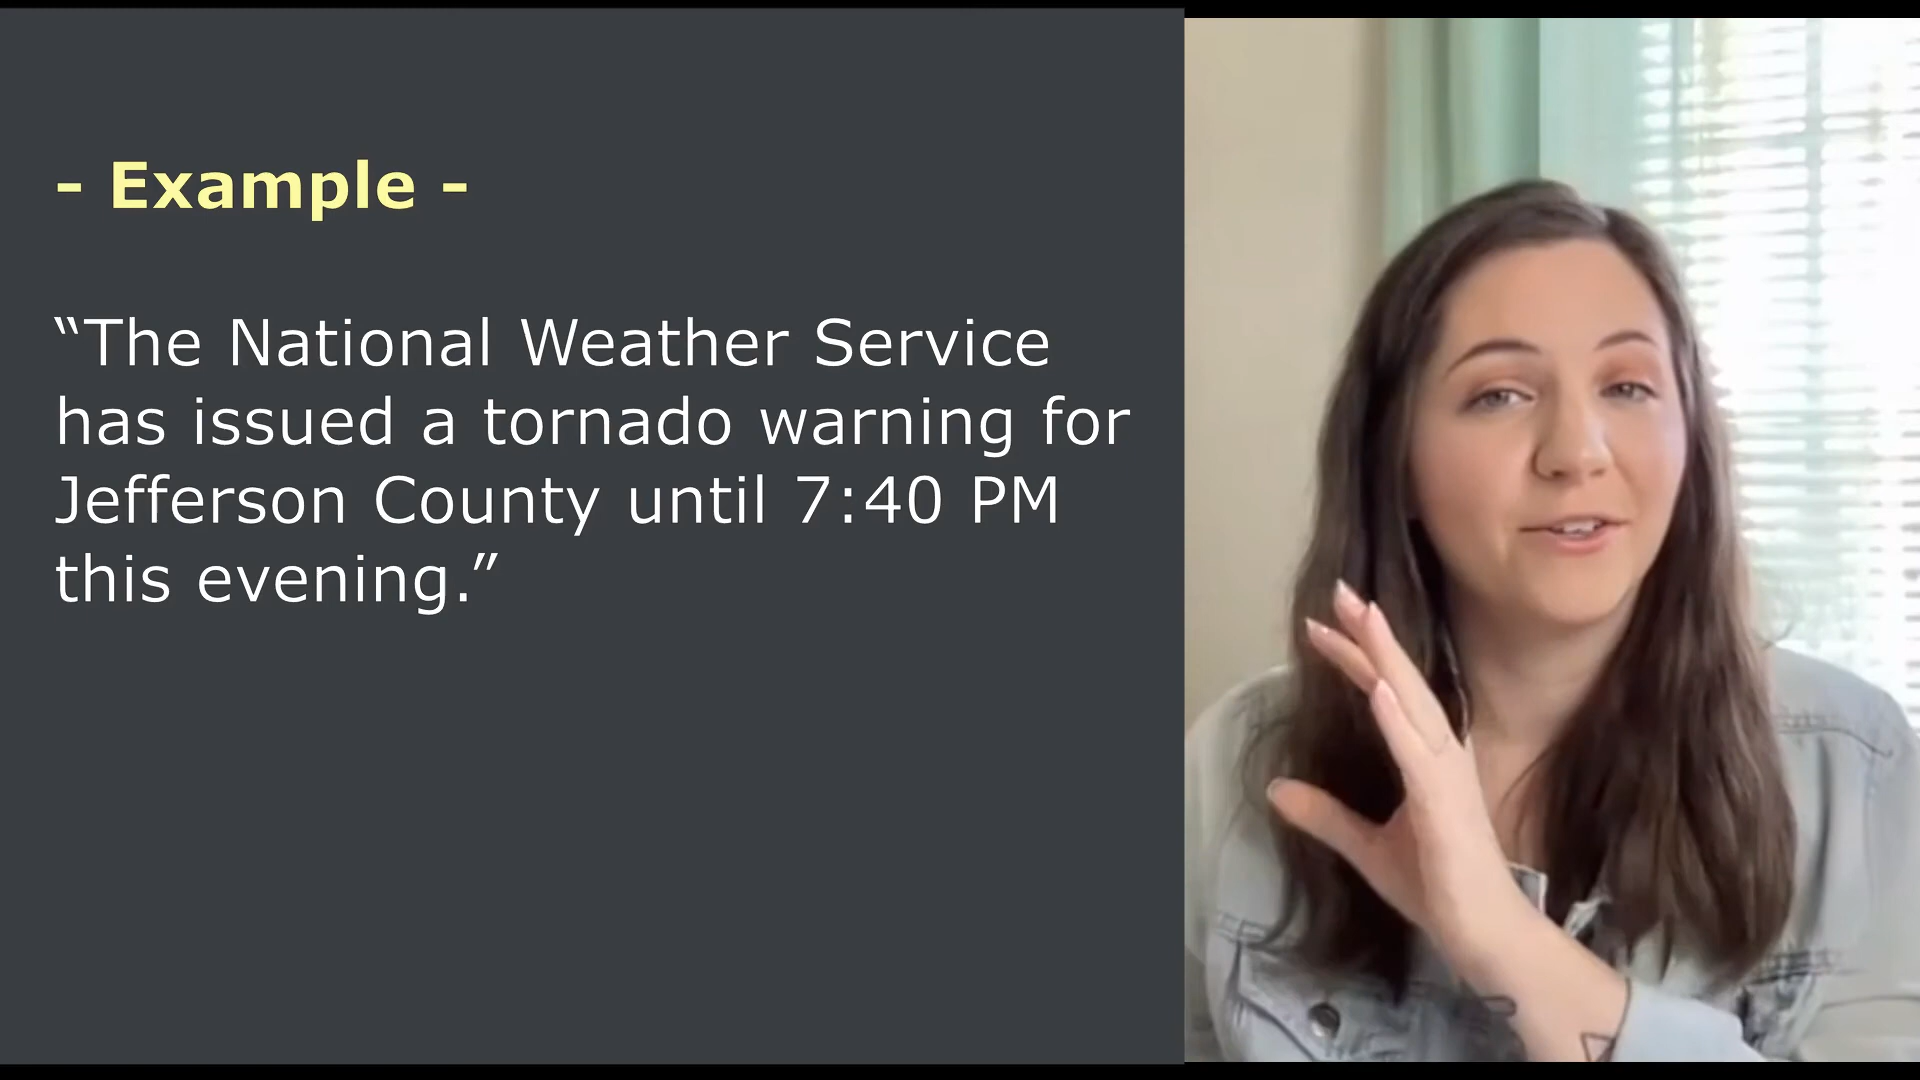 - Example -
“The National Weather Service
has issued a tornado warning for
Jefferson County until 7:40 PM
this evening.”